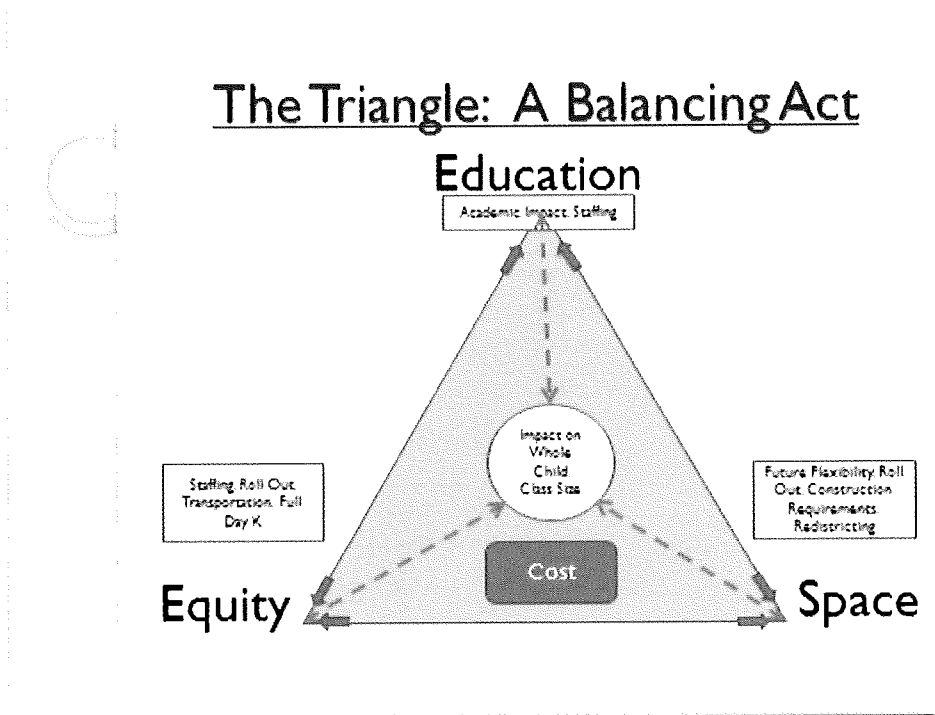 The Triangle: A Balancing Act
Education
Academic Impact, Staffing
Impact on
Whole
Child
Class Size
Staffing, Roll Out,
Transportation, Full
Day K
Future Flexibility, Roll
Out, Construction
Requirements,
Redistricting
Cost
Equity
Space